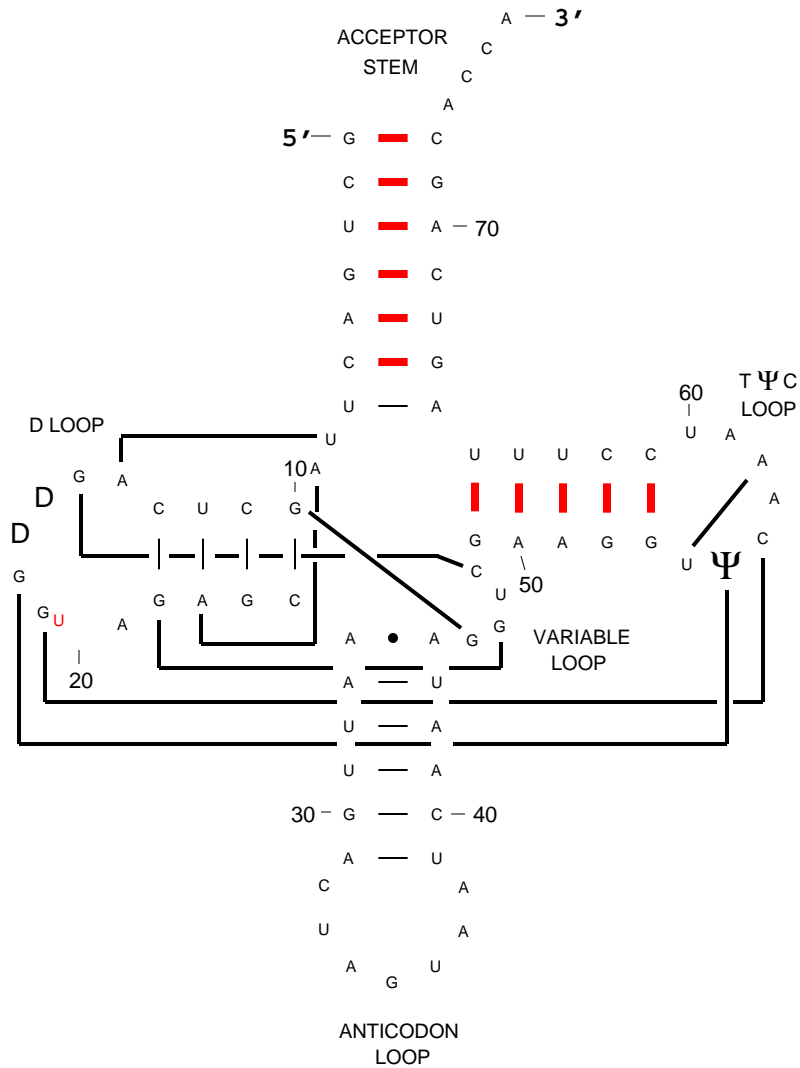 A — 3′
ACCEPTOR
STEM
C
C
A
5′ — G C
C G
U A — 70
G C
A U
C G
U A
60
T Ψ C
LOOP
U A
D LOOP
U
U U U C C
A
G A
10
A
A
D
C U C G
C
D
G A A G G
U Ψ
C
50
G
G A G C
U
G U
A
A • A G
G
VARIABLE
LOOP
20
A U
U A
U A
30 — G C — 40
A U
C A
U A
A U
G
ANTICODON
LOOP